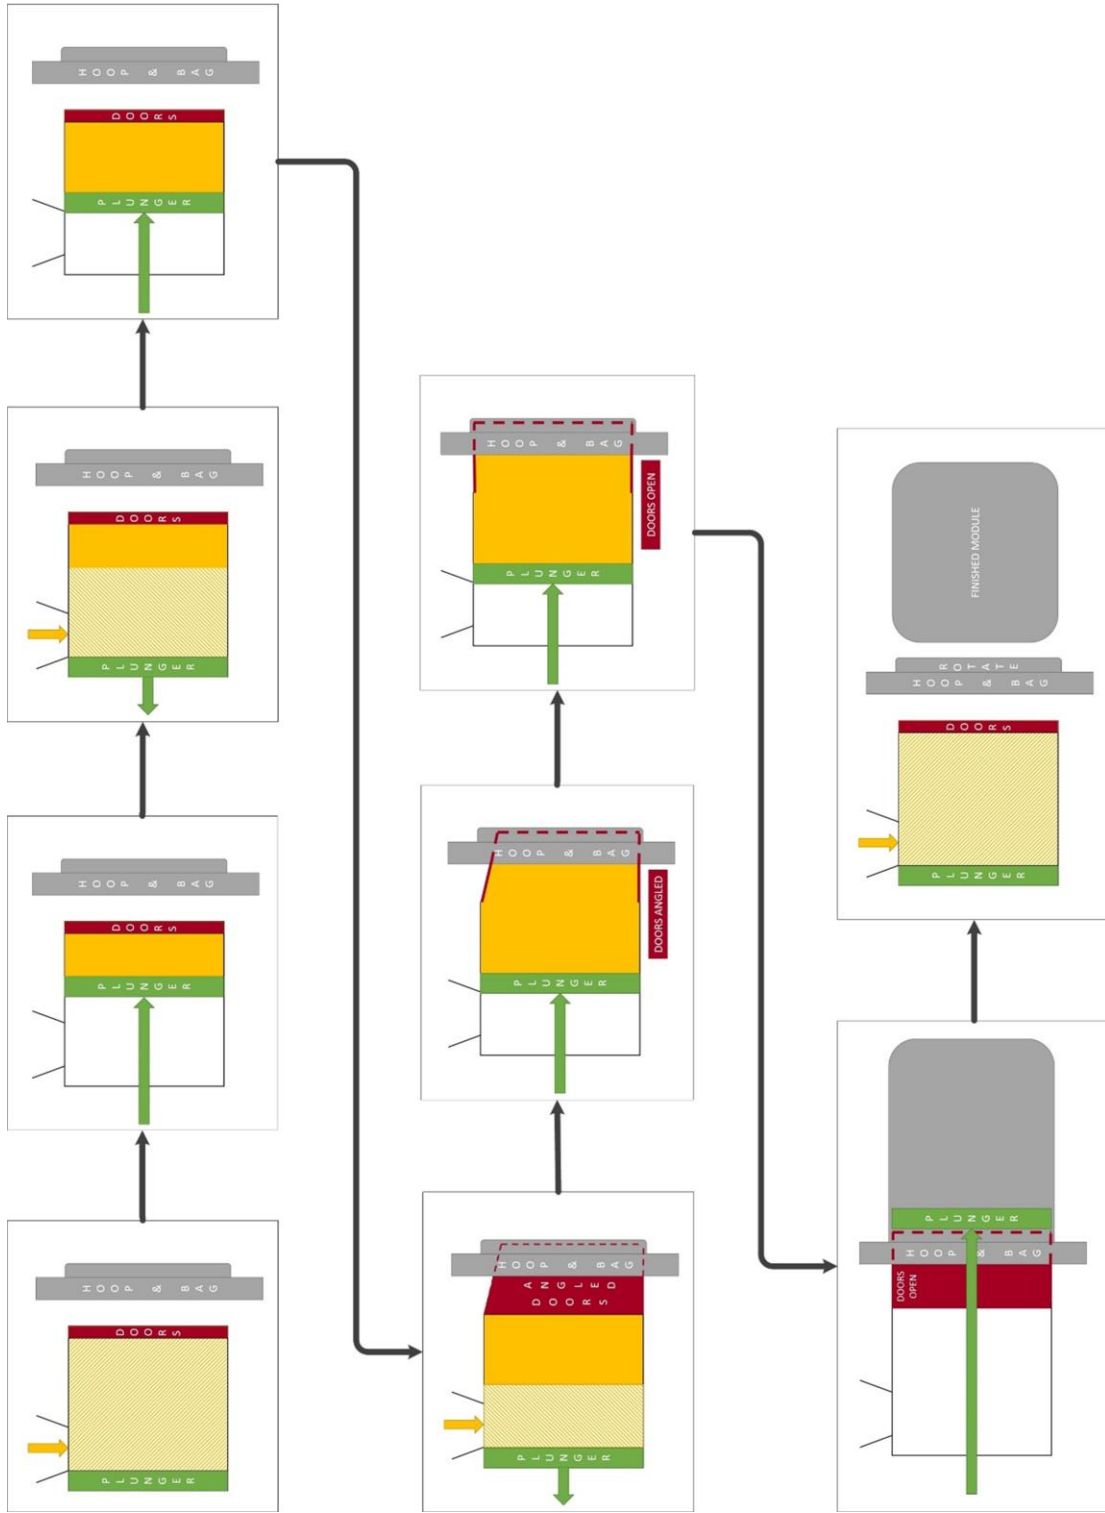 PLUNGER
DOORS
HOOP & BAG
PLUNGER
DOORS
HOOP & BAG
PLUNGER
DOORS
HOOP & BAG
PLUNGER
DOORS
HOOP & BAG
PLUNGER
ANGLED
DOORS
HOOP & BAG
PLUNGER
HOOP & BAG
DOORS ANGLED
PLUNGER
HOOP & BAG
DOORS OPEN
DOORS
OPEN
HOOP & BAG
PLUNGER
PLUNGER
DOORS
ROTATE
HOOP & BAG
FINISHED MODULE